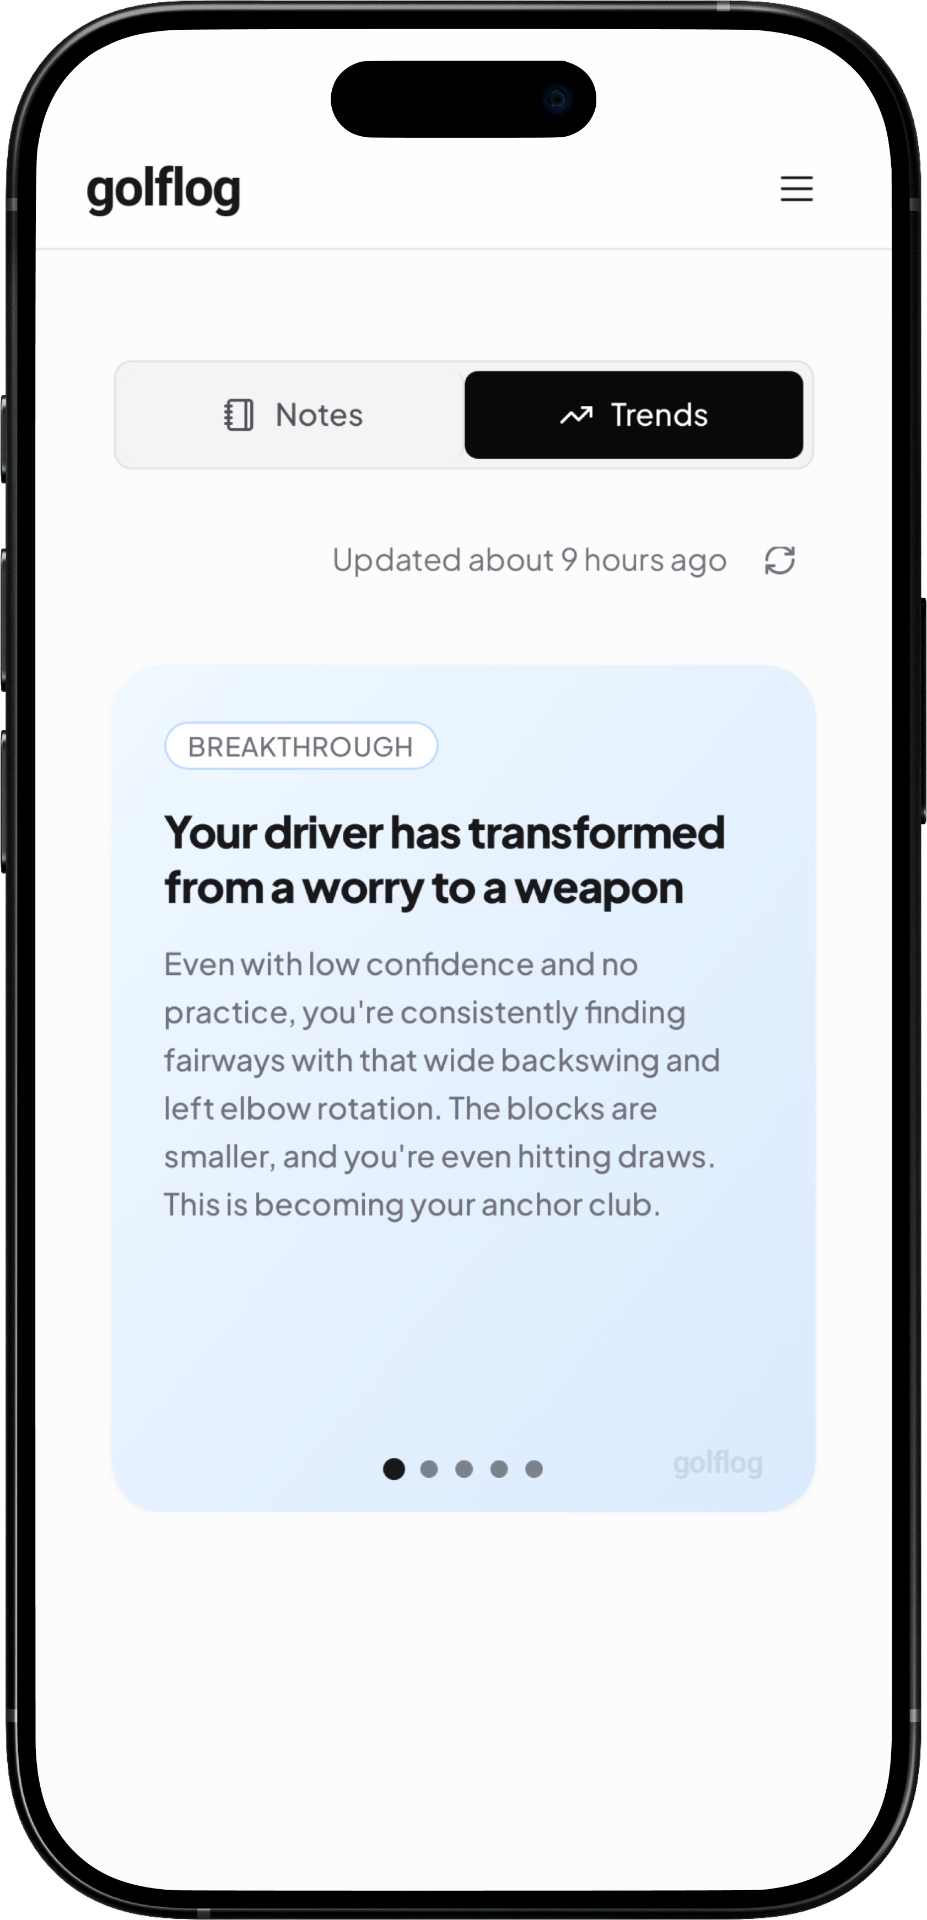 golflog
Notes
Trends
Updated about 9 hours ago
BREAKTHROUGH
Your driver has transformed
from a worry to a weapon
Even with low confidence and no
practice, you're consistently finding
fairways with that wide backswing and
left elbow rotation. The blocks are
smaller, and you're even hitting draws.
This is becoming your anchor club.
golflog